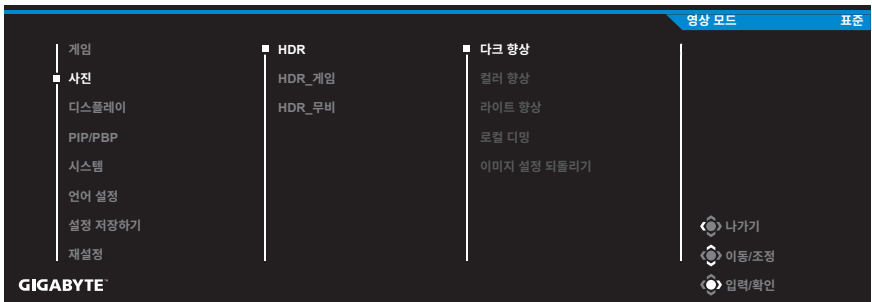 영상 모드 표준
게임 HDR 다크 향상
사진 HDR_게임 컬러 향상
디스플레이 HDR_무비 라이트 향상
PIP/PBP 로컬 디밍
시스템 이미지 설정 되돌리기
언어 설정
설정 저장하기 나가기
재설정 이동/조정
GIGABYTE™ 입력/확인